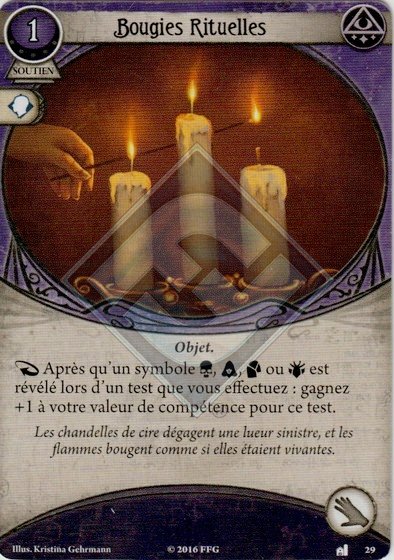 1
Bougies Rituelles
SOUTIEN
Objet.
Après qu'un symbole , , ou est
révélé lors d'un test que vous effectuez : gagnez
+1 à votre valeur de compétence pour ce test.
Les chandelles de cire dégagent une lueur sinistre, et les
flammes bougent comme si elles étaient vivantes.
Illus. Kristina Gehrmann
© 2016 FFG
29